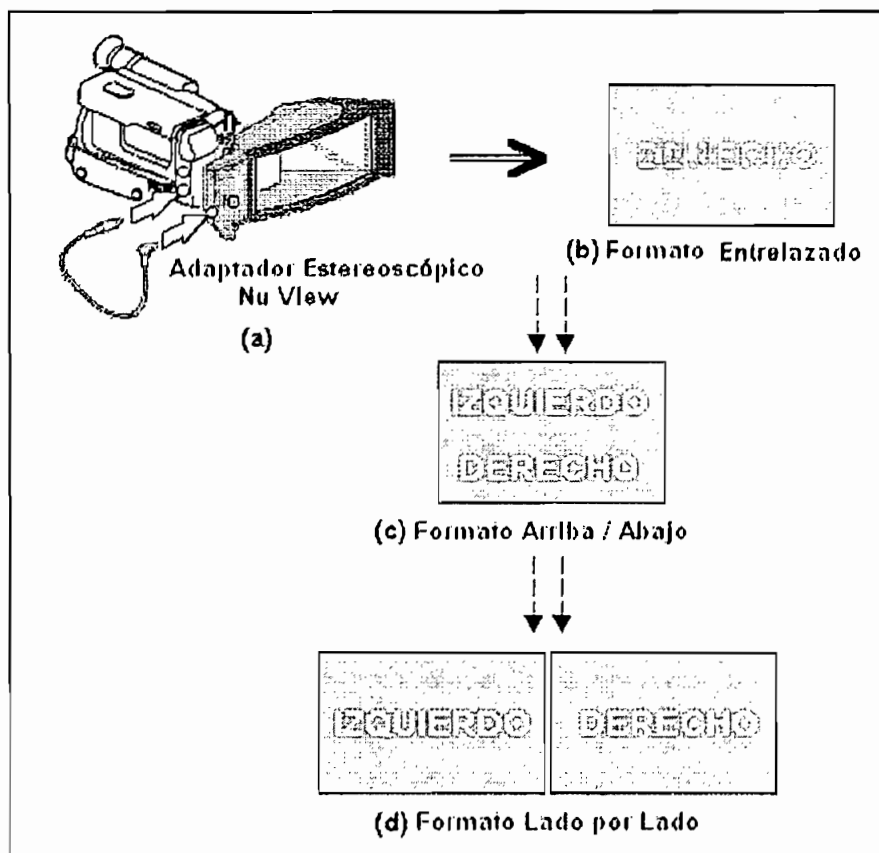 Adaptador Estereoscópico
Nu View
(a)
(b) Formato Entrelazado
IZQUIERDO
DERECHO
(c) Formato Arriba / Abajo
IZQUIERDO
DERECHO
(d) Formato Lado por Lado